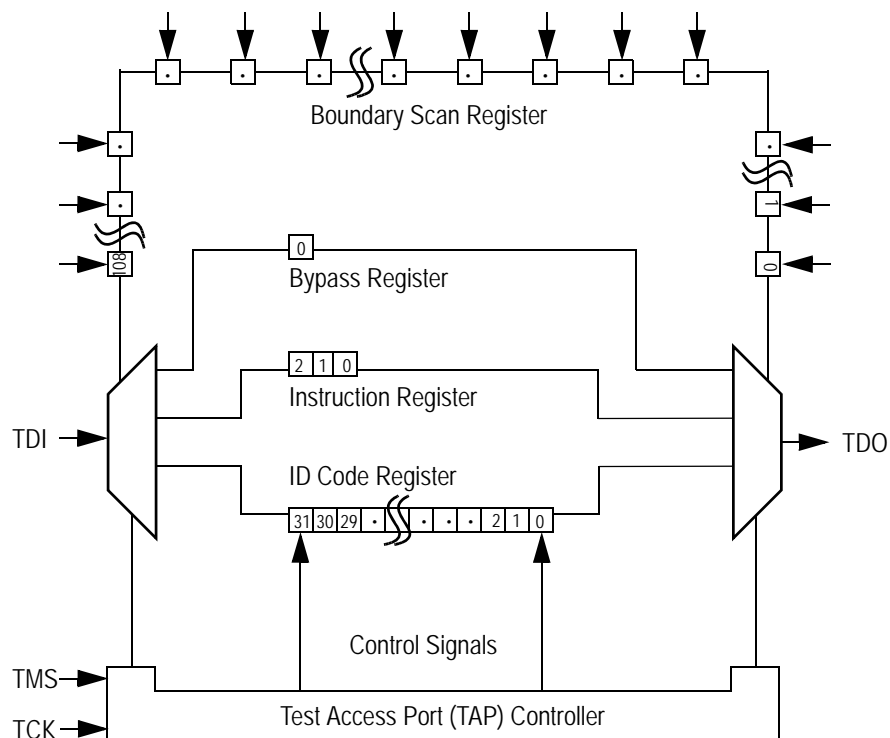 . . . . . . . .
Boundary Scan Register
. .
. 1
108 0
0
Bypass Register
2 1 0
Instruction Register
TDI TDO
ID Code Register
31 30 29 . . . . 2 1 0
Control Signals
TMS
Test Access Port (TAP) Controller
TCK